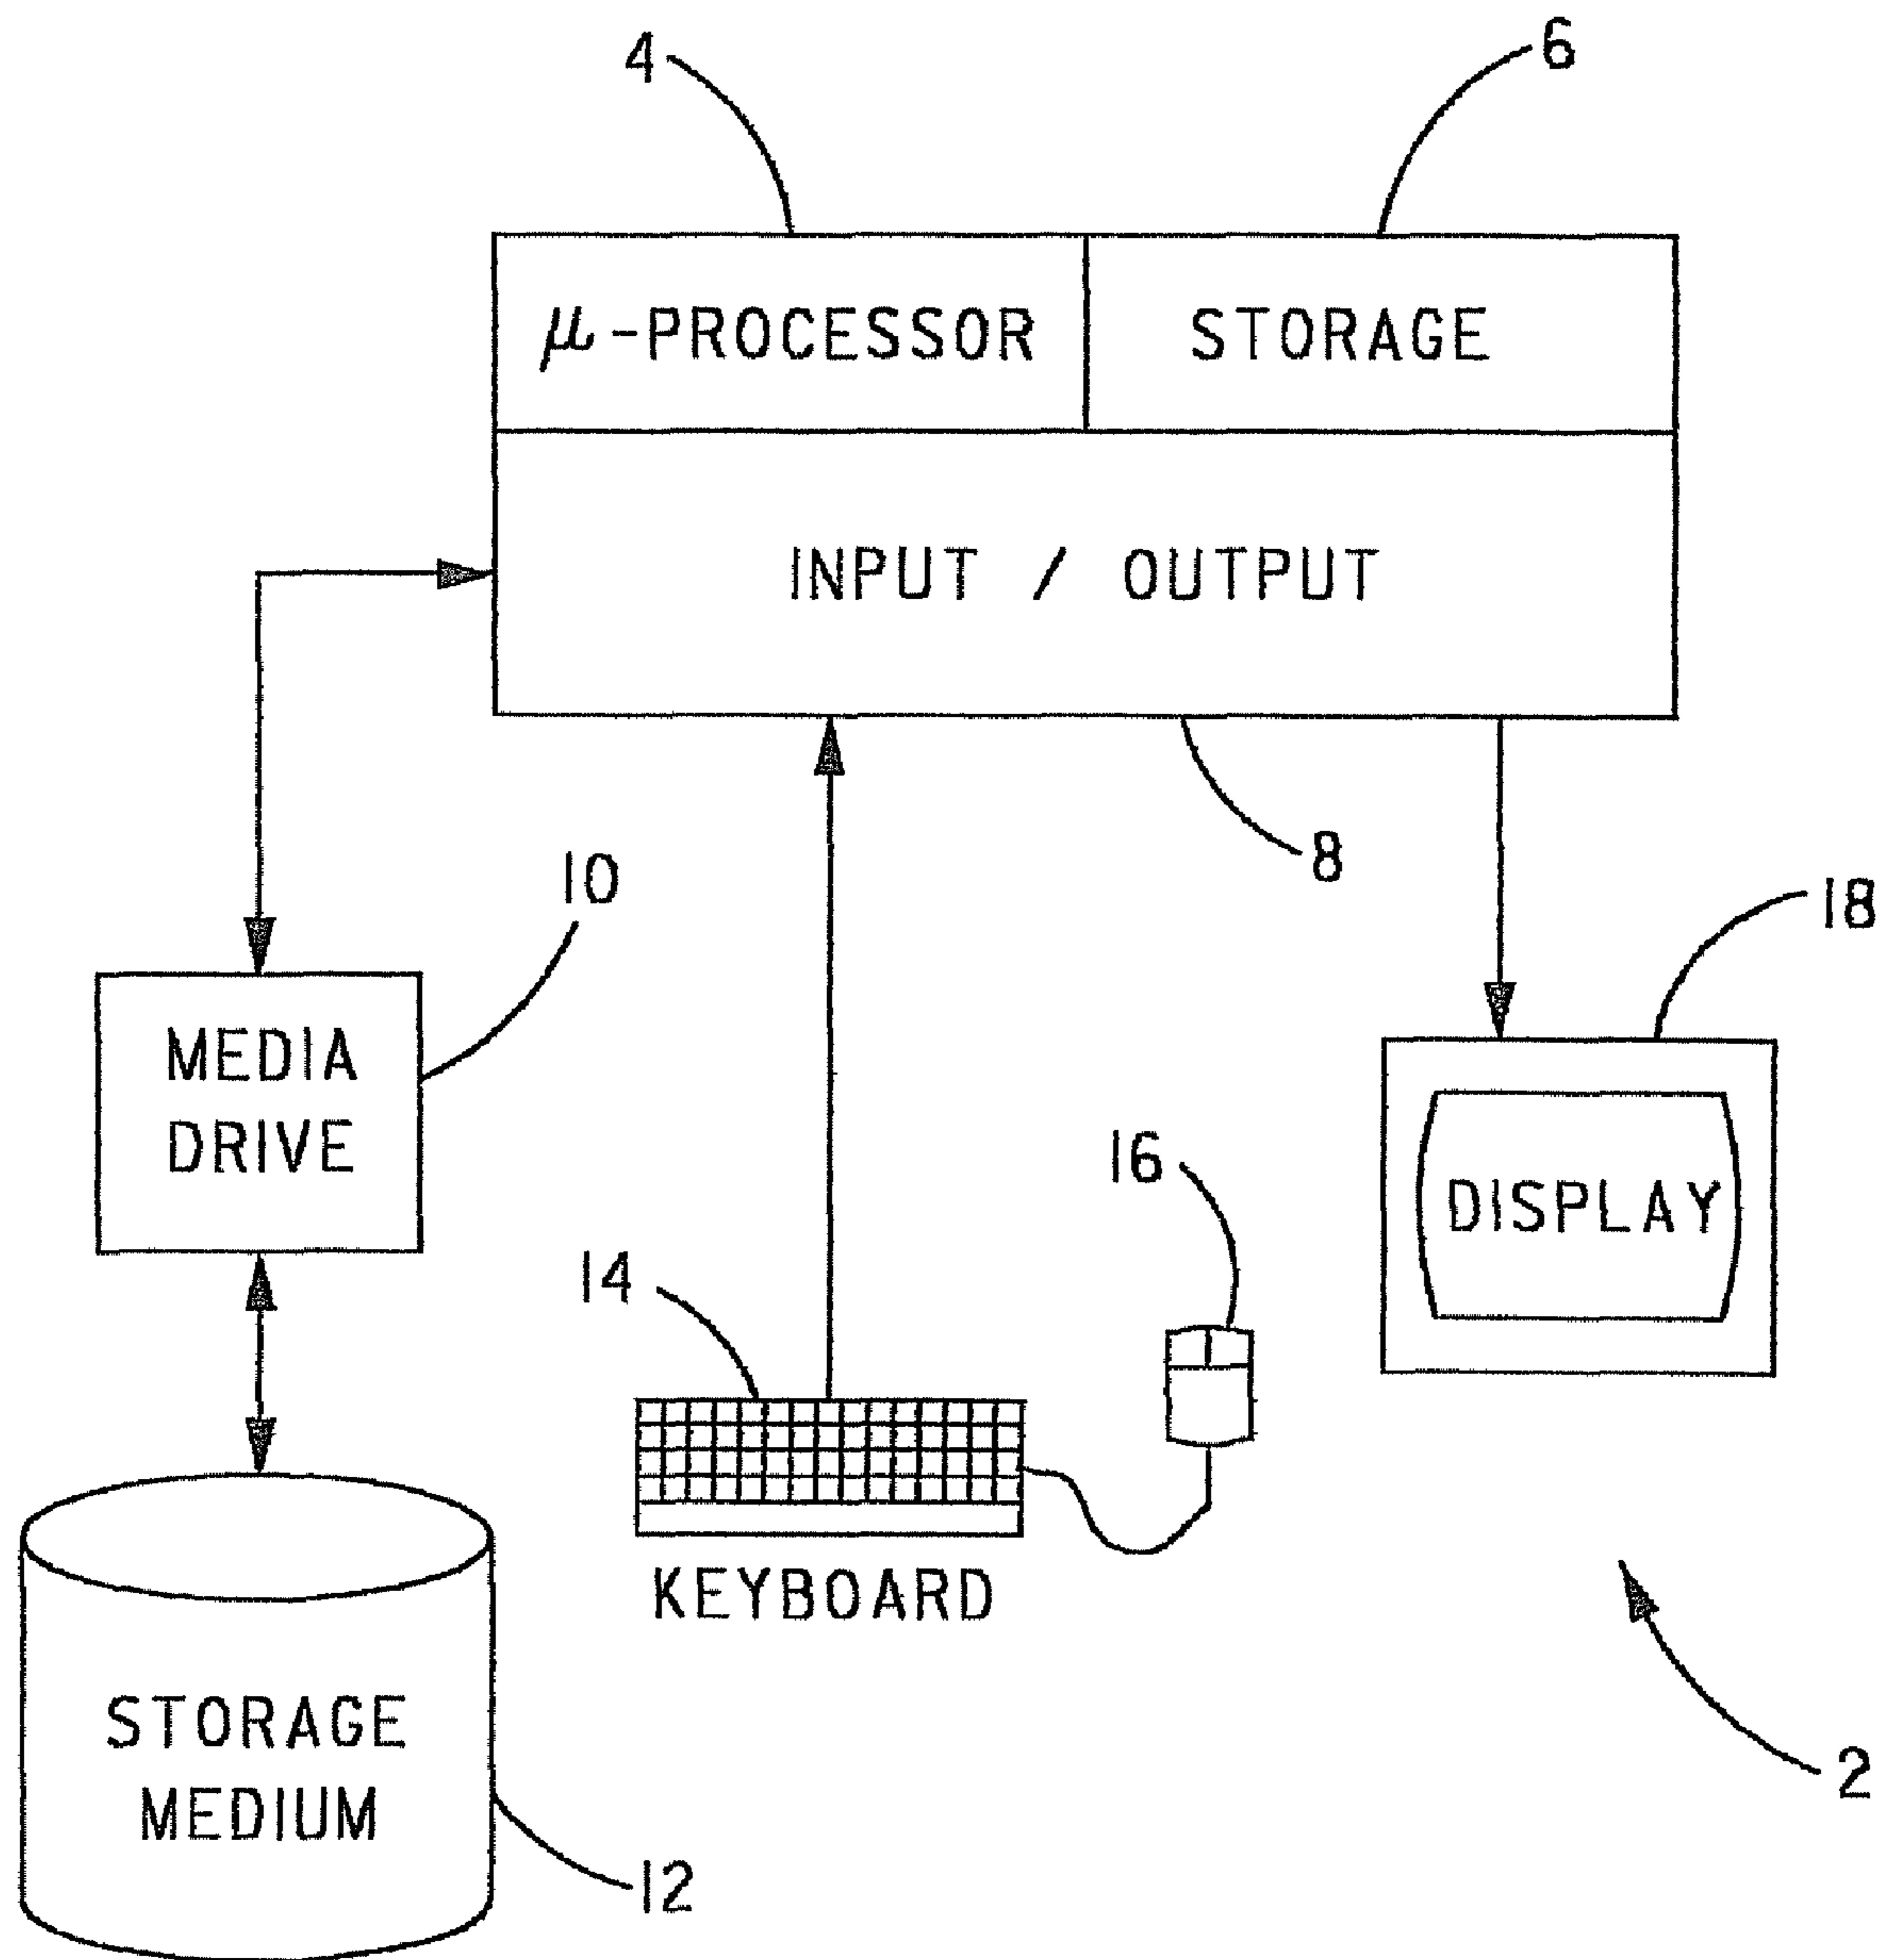 4
6
μ-PROCESSOR
STORAGE
INPUT / OUTPUT
8
10
18
MEDIA
DRIVE
16
DISPLAY
14
KEYBOARD
STORAGE
MEDIUM
2
12